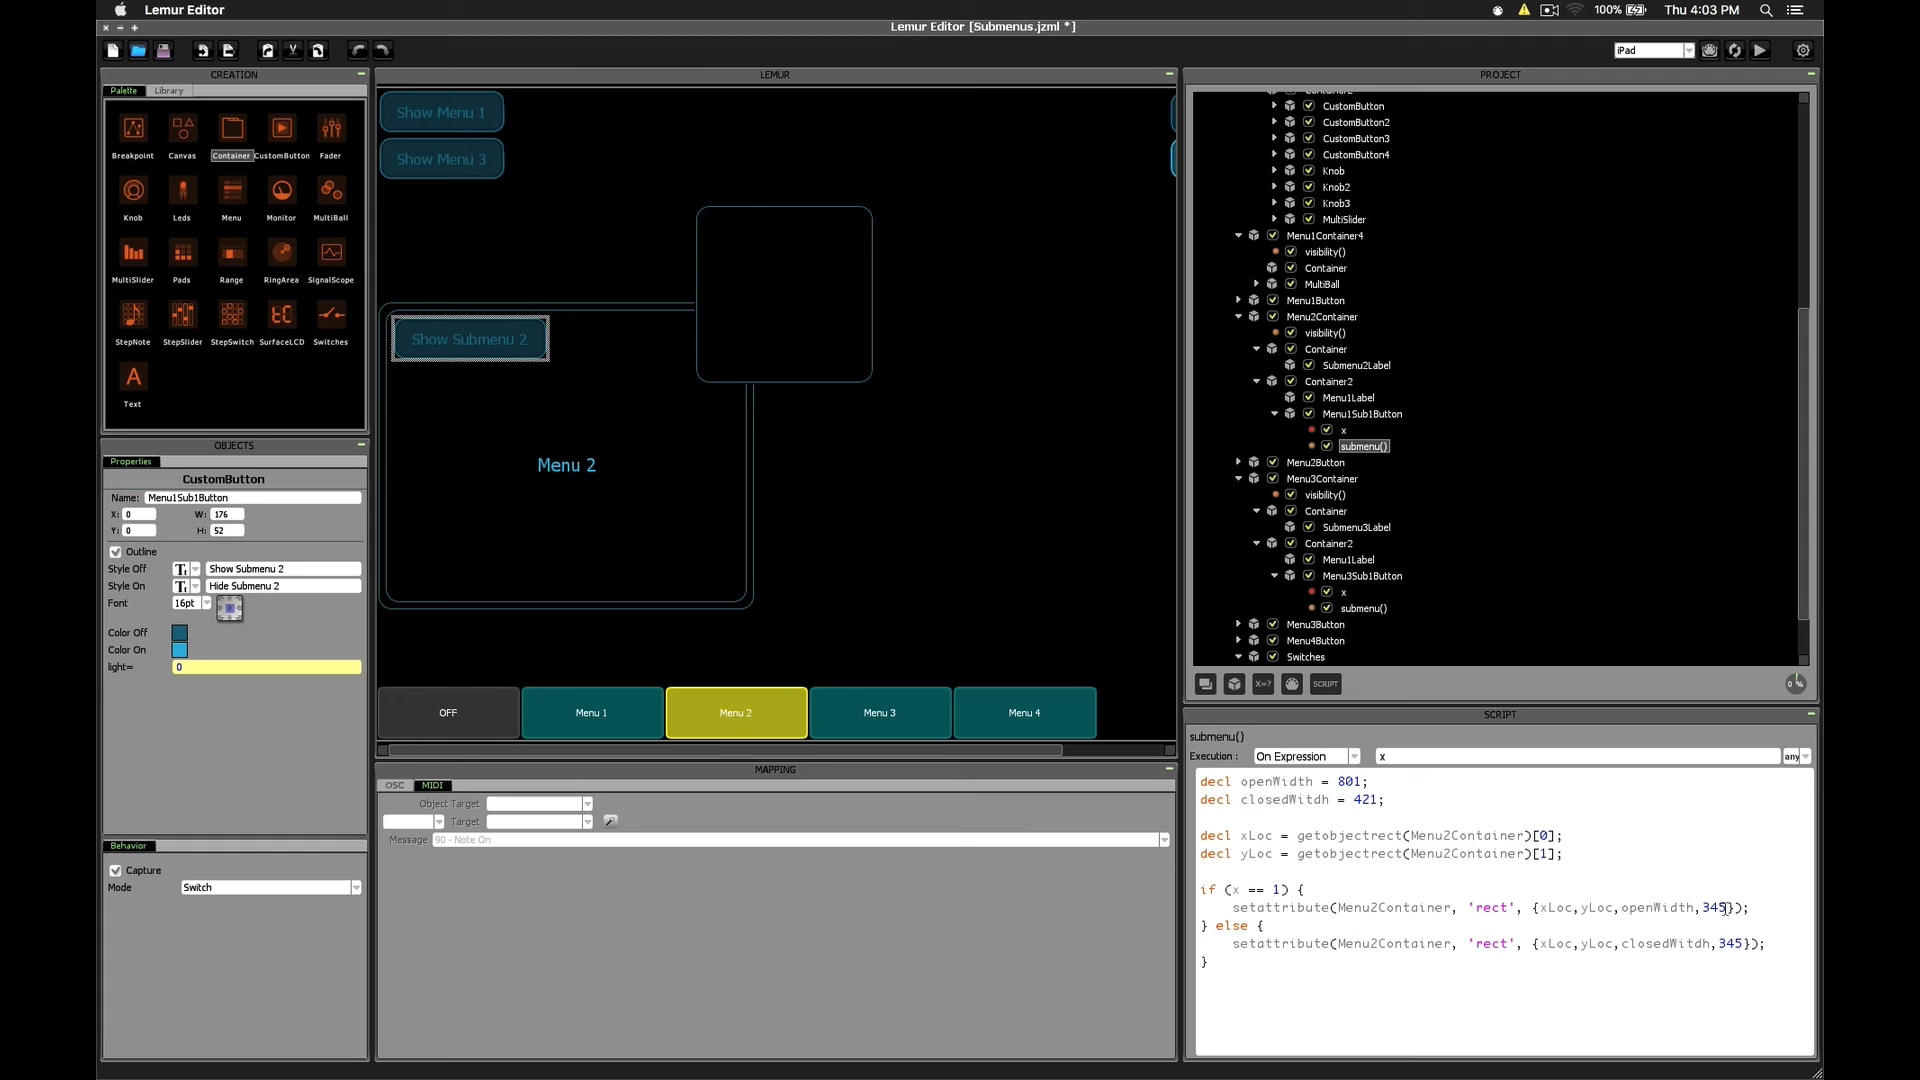 Lemur Editor
100%
Thu 4:03 PM
Lemur Editor [Submenus.jzml *]
iPad
CREATION
Palette
Library
Breakpoint
Canvas
Container
CustomButton
Fader
Knob
Leds
Menu
Monitor
MultiBall
MultiSlider
Pads
Range
RingArea
SignalScope
StepNote
StepSlider
StepSwitch
SurfaceLCD
Switches
Text
OBJECTS
Properties
CustomButton
Name: Menu1Sub1Button
X: 0
W: 176
Y: 0
H: 52
Outline
Style Off
Show Submenu 2
Style On
Hide Submenu 2
Font
16pt
Color Off
Color On
light=
0
Behavior
Capture
Mode
Switch
LEMUR
Show Menu 1
Show Menu 3
Show Submenu 2
Menu 2
OFF
Menu 1
Menu 2
Menu 3
Menu 4
MAPPING
OSC
MIDI
Object Target
Target
Message
90 - Note On
PROJECT
CustomButton
CustomButton2
CustomButton3
CustomButton4
Knob
Knob2
Knob3
MultiSlider
Menu1Container4
visibility()
Container
MultiBall
Menu1Button
Menu2Container
visibility()
Container
Submenu2Label
Container2
Menu1Label
Menu1Sub1Button
x
submenu()
Menu2Button
Menu3Container
visibility()
Container
Submenu3Label
Container2
Menu1Label
Menu3Sub1Button
x
submenu()
Menu3Button
Menu4Button
Switches
X=?
SCRIPT
0 %
SCRIPT
submenu()
Execution :
On Expression
x
any
decl openWidth = 801;
decl closedWitdh = 421;
decl xLoc = getobjectrect(Menu2Container)[0];
decl yLoc = getobjectrect(Menu2Container)[1];
if (x == 1) {
setattribute(Menu2Container, 'rect', {xLoc,yLoc,openWidth,345});
} else {
setattribute(Menu2Container, 'rect', {xLoc,yLoc,closedWitdh,345});
}